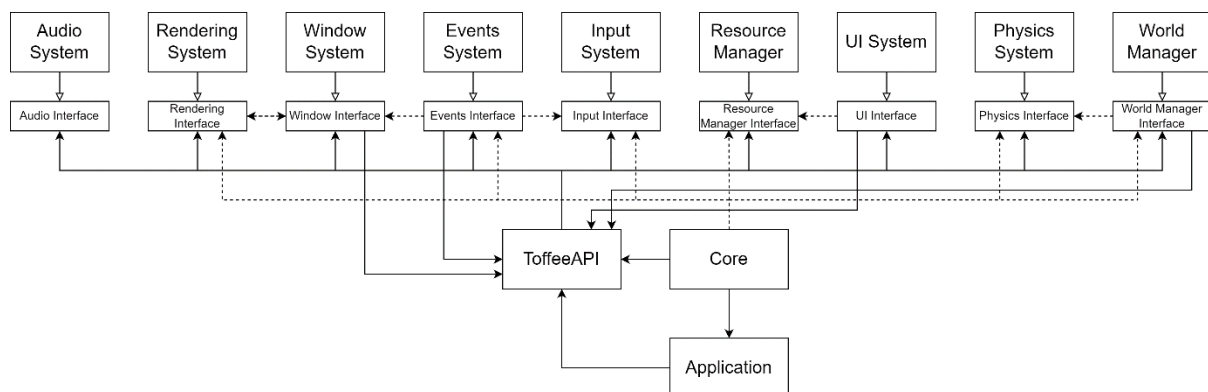 Audio
System
Rendering
System
Window
System
Events
System
Input
System
Resource
Manager
UI System
Physics
System
World
Manager
Audio Interface
Rendering
Interface
Window Interface
Events Interface
Input Interface
Resource
Manager Interface
UI Interface
Physics Interface
World Manager
Interface
ToffeeAPI
Core
Application